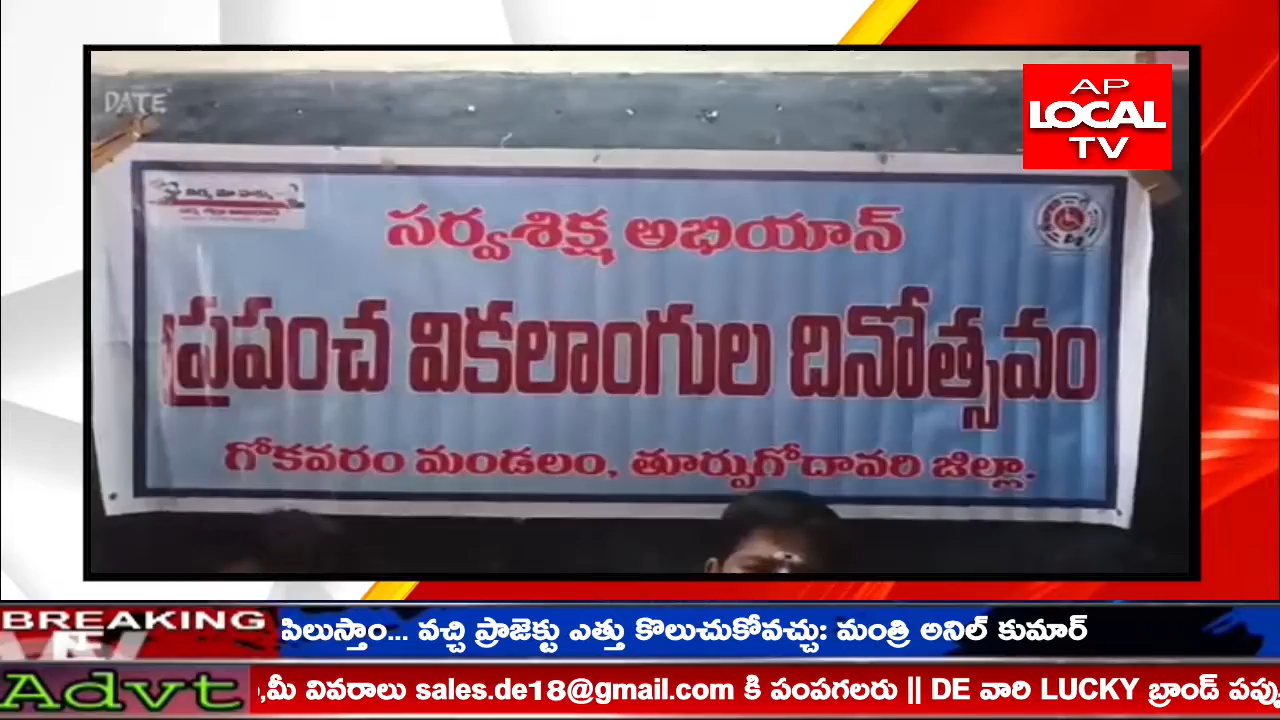 DATE
AP
LOCAL
TV
సర్వశిక్ష అభియాన్
ప్రపంచ వికలాంగుల దినోత్సవం
గోకవరం మండలం, తూర్పుగోదావరి జిల్లా.
BREAKING
పిలుస్తాం... వచ్చి ప్రాజెక్టు ఎత్తు కొలుచుకోవచ్చు: మంత్రి అనిల్ కుమార్
Advt
,మీ వివరాలు sales.de18@gmail.com కి పంపగలరు || DE వారి LUCKY బ్రాండ్ పప్పు